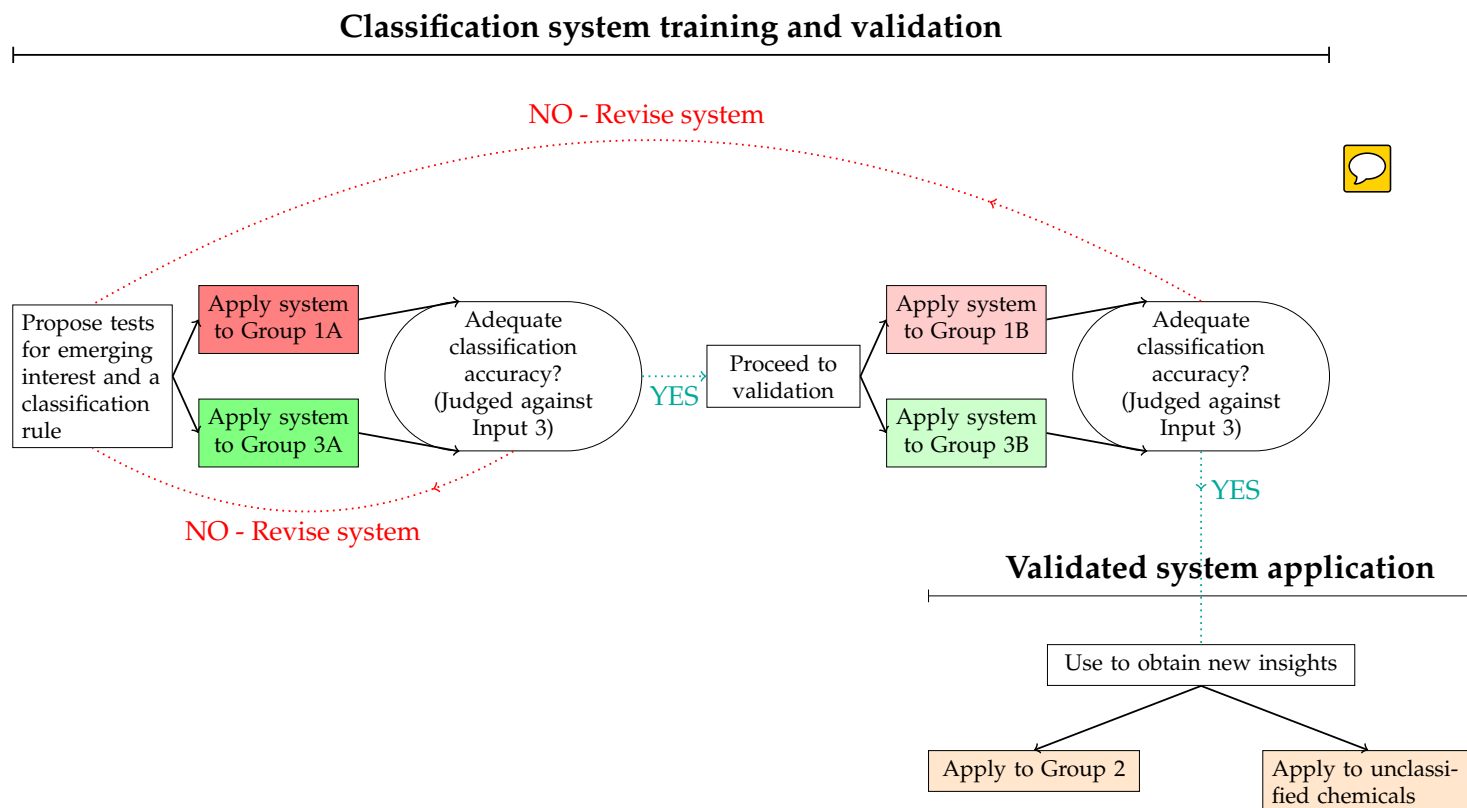 Classification system training and validation
NO - Revise system
Propose tests
for emerging
interest and a
classification
rule
Apply system
to Group 1A
Apply system
to Group 3A
Adequate
classification
accuracy?
(Judged against
Input 3)
NO - Revise system
YES
Proceed to
validation
Apply system
to Group 1B
Apply system
to Group 3B
Adequate
classification
accuracy?
(Judged against
Input 3)
YES
Validated system application
Use to obtain new insights
Apply to Group 2
Apply to unclassi-
fied chemicals